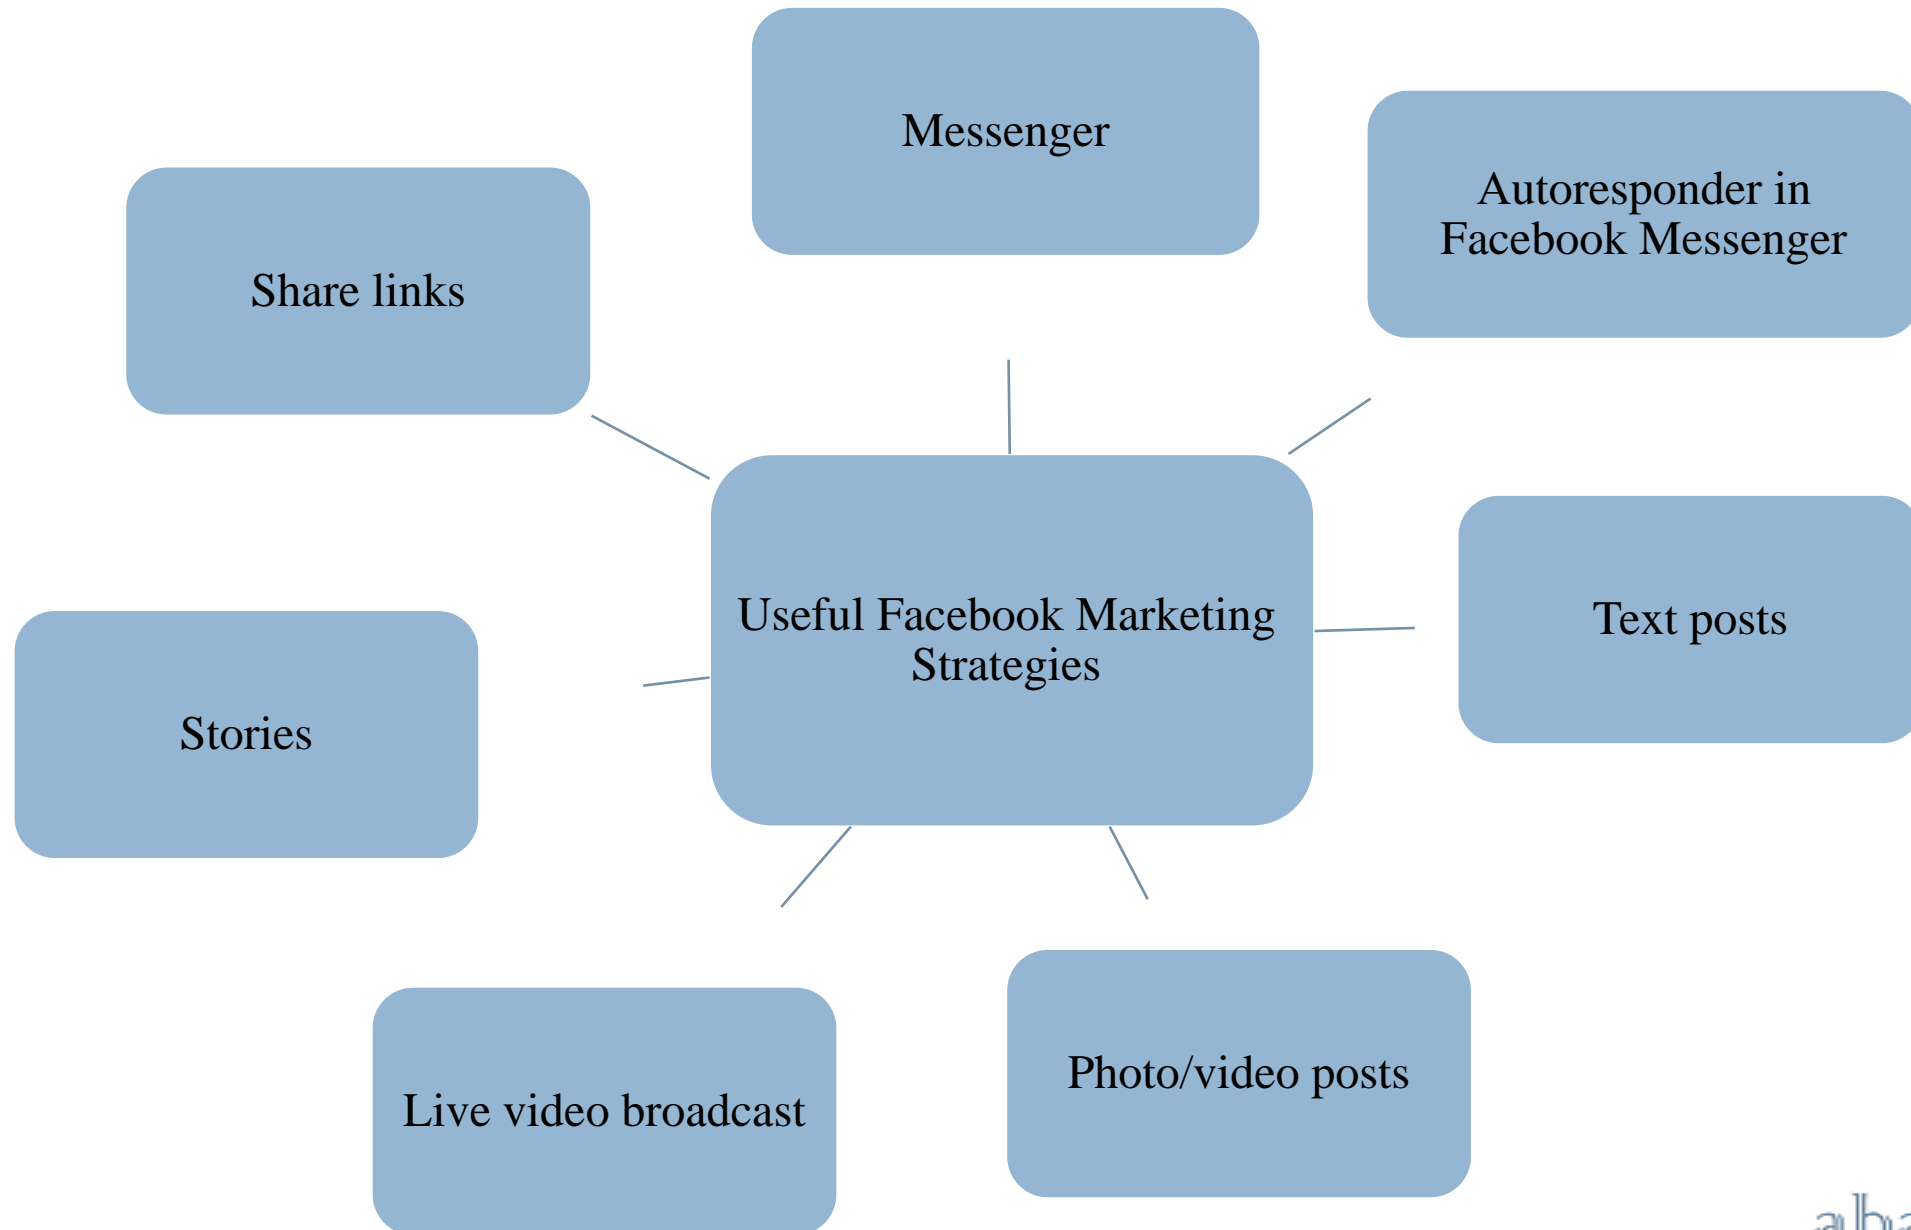 Messenger
Autoresponder in
Facebook Messenger
Share links
Useful Facebook Marketing
Strategies
Text posts
Stories
Photo/video posts
Live video broadcast